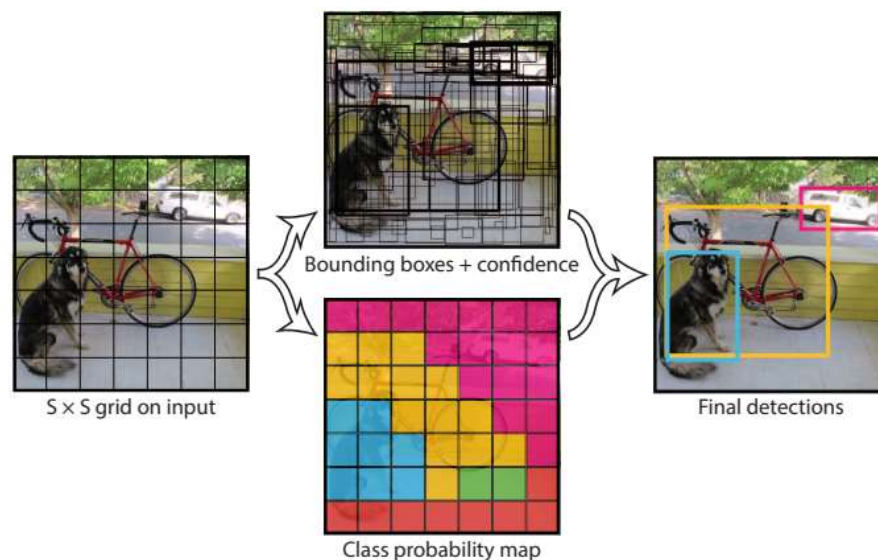 Bounding boxes + confidence
S × S grid on input
Final detections
Class probability map